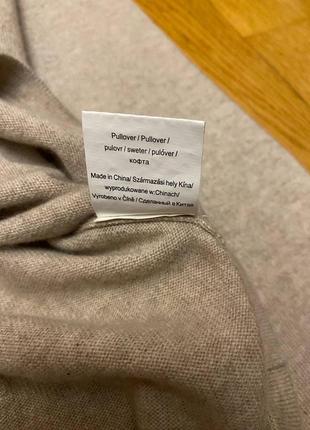 Pullover / Pullover /
pulovr / sweter / pulóver /
кофта
Made in China/ Származási hely Kína/
wyprodukowane w:Chinach/
Vyrobeno v Číně / Сделанный в Китае